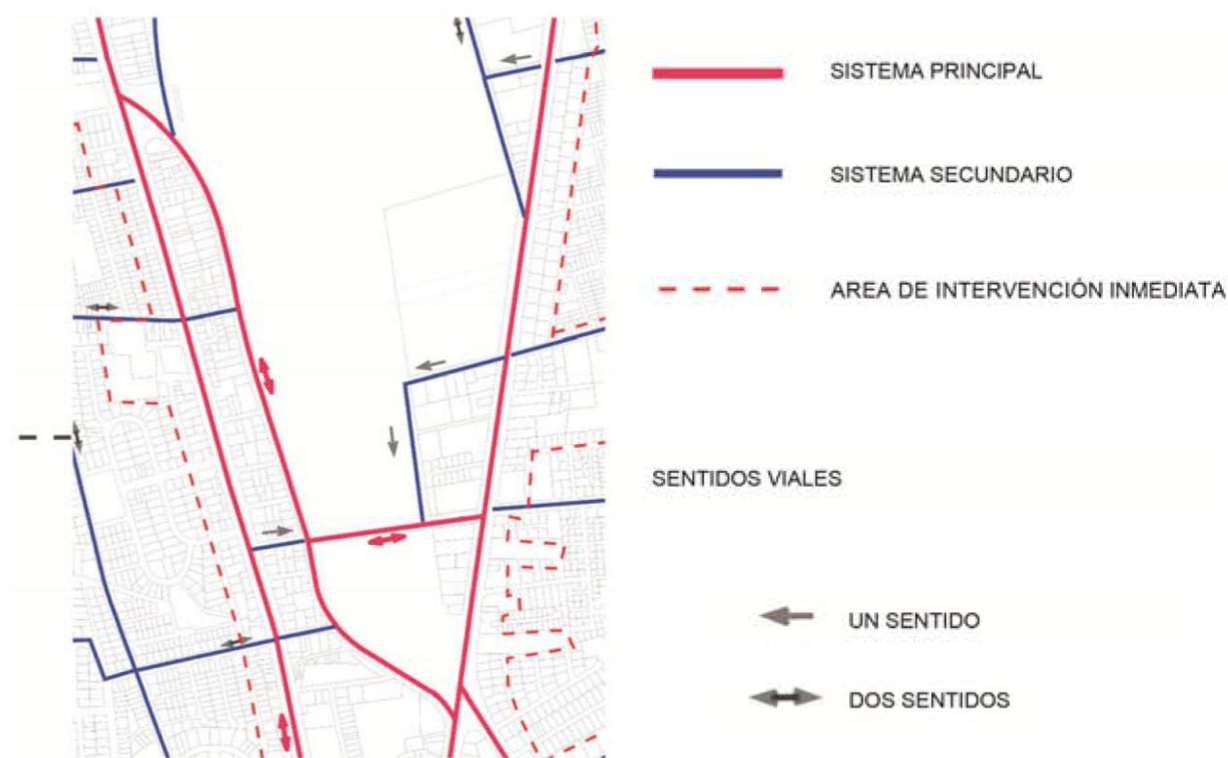 SISTEMA PRINCIPAL
SISTEMA SECUNDARIO
AREA DE INTERVENCIÓN INMEDIATA
SENTIDOS VIALES
UN SENTIDO
DOS SENTIDOS